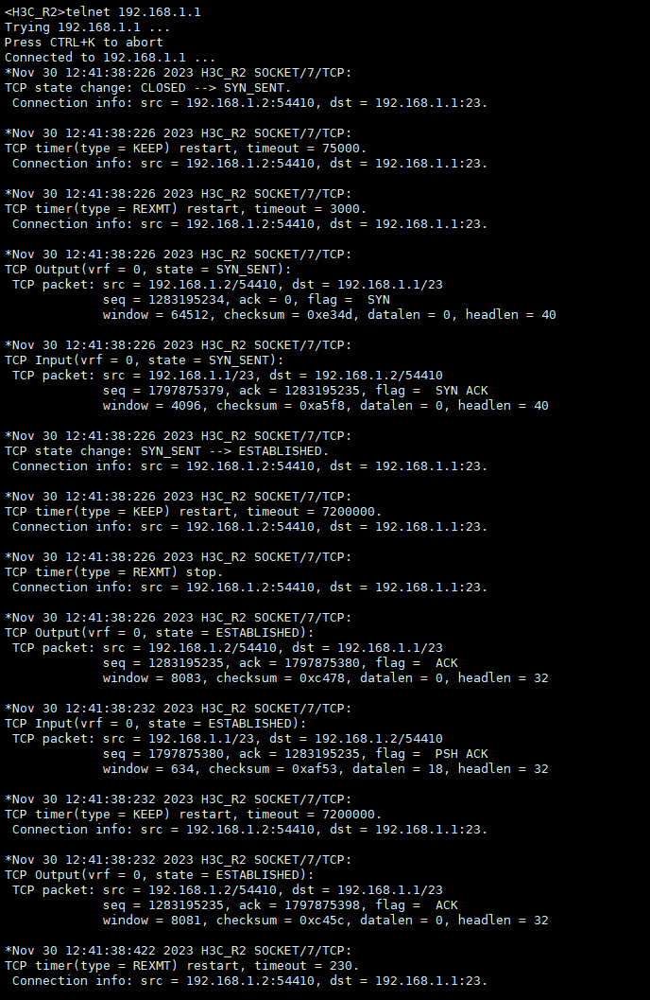 <H3C_R2>telnet 192.168.1.1
Trying 192.168.1.1 ...
Press CTRL+K to abort
Connected to 192.168.1.1 ...
*Nov 30 12:41:38:226 2023 H3C_R2 SOCKET/7/TCP:
TCP state change: CLOSED --> SYN_SENT.
 Connection info: src = 192.168.1.2:54410, dst = 192.168.1.1:23.

*Nov 30 12:41:38:226 2023 H3C_R2 SOCKET/7/TCP:
TCP timer(type = KEEP) restart, timeout = 75000.
 Connection info: src = 192.168.1.2:54410, dst = 192.168.1.1:23.

*Nov 30 12:41:38:226 2023 H3C_R2 SOCKET/7/TCP:
TCP timer(type = REXMT) restart, timeout = 3000.
 Connection info: src = 192.168.1.2:54410, dst = 192.168.1.1:23.

*Nov 30 12:41:38:226 2023 H3C_R2 SOCKET/7/TCP:
TCP Output(vrf = 0, state = SYN_SENT):
 TCP packet: src = 192.168.1.2/54410, dst = 192.168.1.1/23
             seq = 1283195234, ack = 0, flag =  SYN
             window = 64512, checksum = 0xe34d, datalen = 0, headlen = 40

*Nov 30 12:41:38:226 2023 H3C_R2 SOCKET/7/TCP:
TCP Input(vrf = 0, state = SYN_SENT):
 TCP packet: src = 192.168.1.1/23, dst = 192.168.1.2/54410
             seq = 1797875379, ack = 1283195235, flag =  SYN ACK
             window = 4096, checksum = 0xa5f8, datalen = 0, headlen = 40

*Nov 30 12:41:38:226 2023 H3C_R2 SOCKET/7/TCP:
TCP state change: SYN_SENT --> ESTABLISHED.
 Connection info: src = 192.168.1.2:54410, dst = 192.168.1.1:23.

*Nov 30 12:41:38:226 2023 H3C_R2 SOCKET/7/TCP:
TCP timer(type = KEEP) restart, timeout = 7200000.
 Connection info: src = 192.168.1.2:54410, dst = 192.168.1.1:23.

*Nov 30 12:41:38:226 2023 H3C_R2 SOCKET/7/TCP:
TCP timer(type = REXMT) stop.
 Connection info: src = 192.168.1.2:54410, dst = 192.168.1.1:23.

*Nov 30 12:41:38:226 2023 H3C_R2 SOCKET/7/TCP:
TCP Output(vrf = 0, state = ESTABLISHED):
 TCP packet: src = 192.168.1.2/54410, dst = 192.168.1.1/23
             seq = 1283195235, ack = 1797875380, flag =  ACK
             window = 8083, checksum = 0xc478, datalen = 0, headlen = 32

*Nov 30 12:41:38:232 2023 H3C_R2 SOCKET/7/TCP:
TCP Input(vrf = 0, state = ESTABLISHED):
 TCP packet: src = 192.168.1.1/23, dst = 192.168.1.2/54410
             seq = 1797875380, ack = 1283195235, flag =  PSH ACK
             window = 634, checksum = 0xaf53, datalen = 18, headlen = 32

*Nov 30 12:41:38:232 2023 H3C_R2 SOCKET/7/TCP:
TCP timer(type = KEEP) restart, timeout = 7200000.
 Connection info: src = 192.168.1.2:54410, dst = 192.168.1.1:23.

*Nov 30 12:41:38:232 2023 H3C_R2 SOCKET/7/TCP:
TCP Output(vrf = 0, state = ESTABLISHED):
 TCP packet: src = 192.168.1.2/54410, dst = 192.168.1.1/23
             seq = 1283195235, ack = 1797875398, flag =  ACK
             window = 8081, checksum = 0xc45c, datalen = 0, headlen = 32

*Nov 30 12:41:38:422 2023 H3C_R2 SOCKET/7/TCP:
TCP timer(type = REXMT) restart, timeout = 230.
 Connection info: src = 192.168.1.2:54410, dst = 192.168.1.1:23.